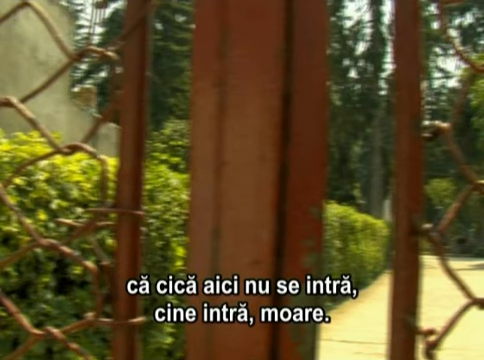 că cică aici nu se intră,
cine intră, moare.